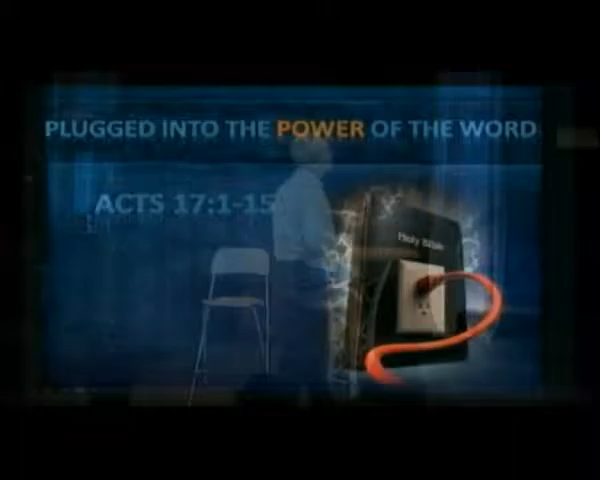 PLUGGED INTO THE POWER OF THE WORD
ACTS 17:1-15
Holy Bible